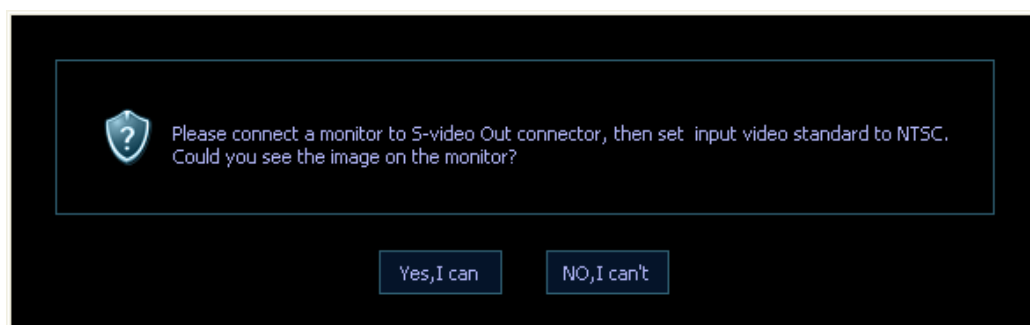 ?
Please connect a monitor to S-video Out connector, then set  input video standard to NTSC.
Could you see the image on the monitor?
Yes,I can
NO,I can't